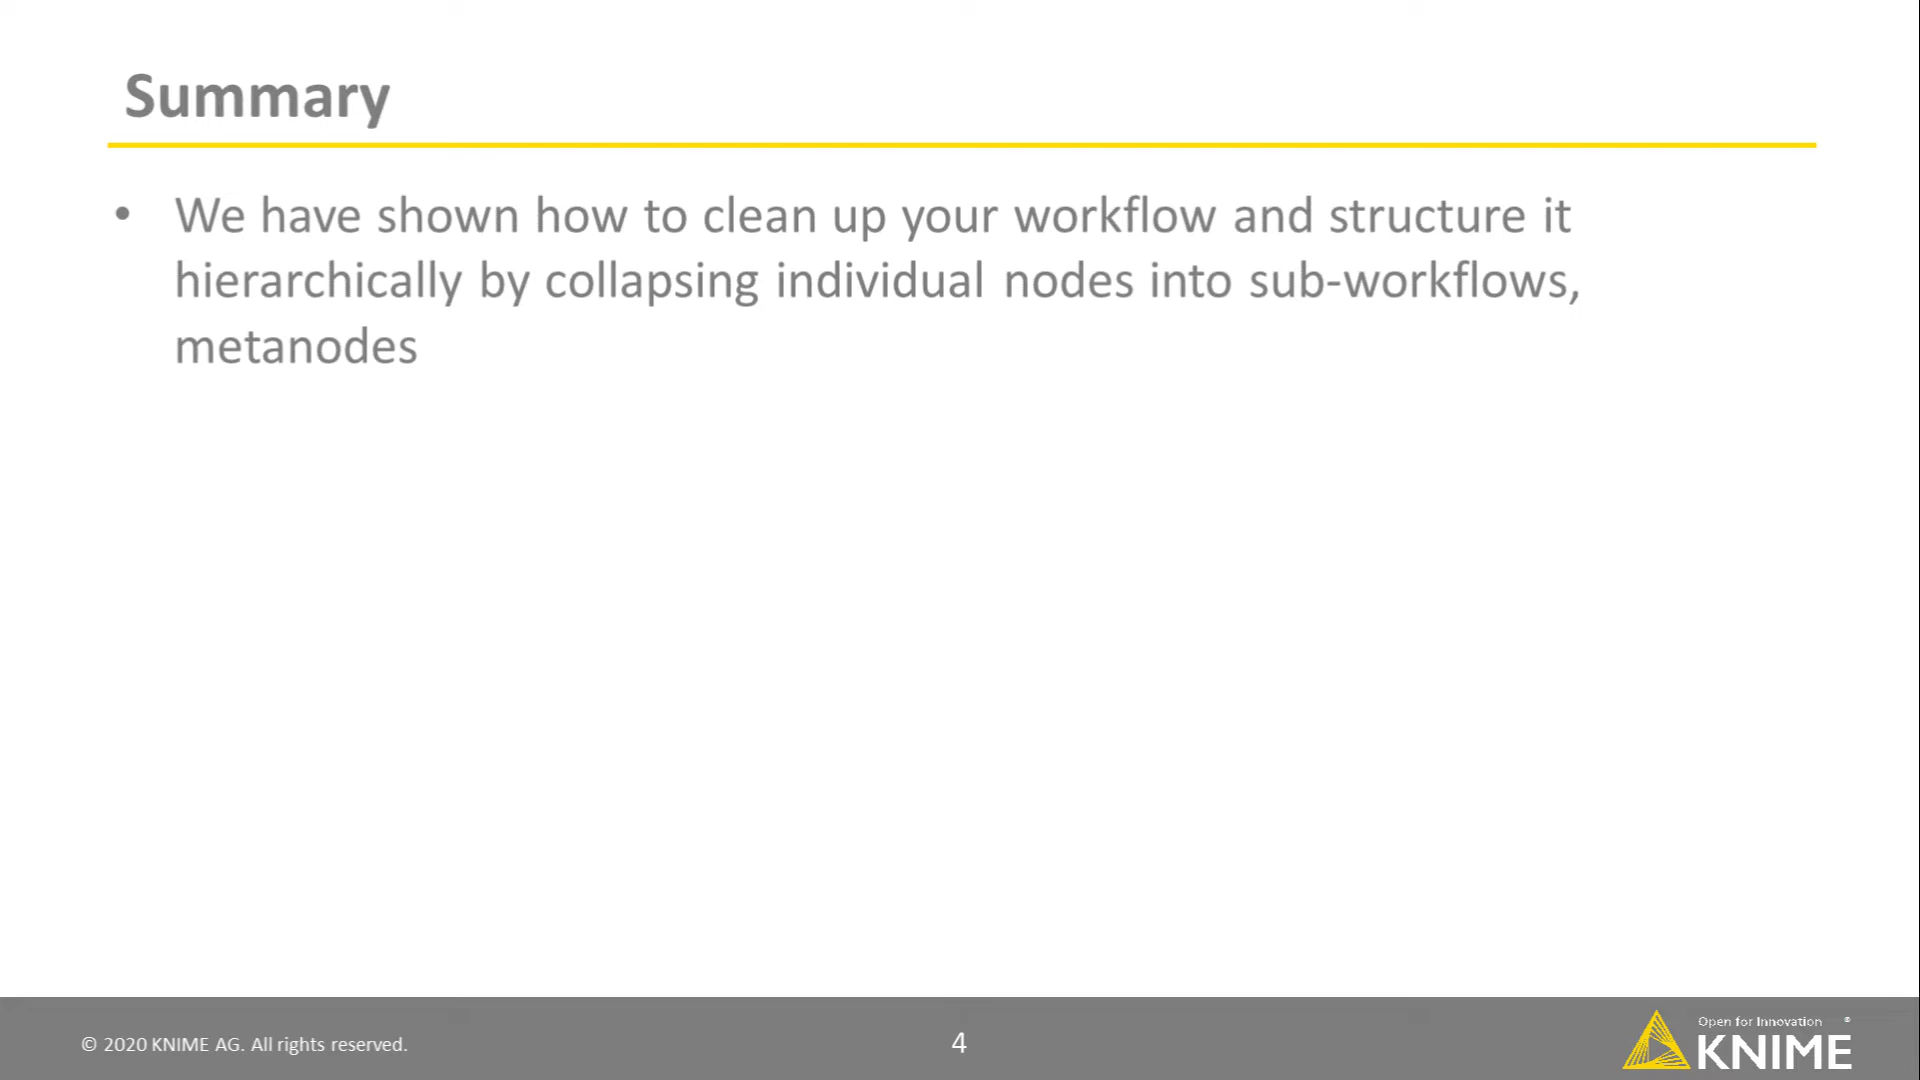 Summary
• We have shown how to clean up your workflow and structure it
hierarchically by collapsing individual nodes into sub-workflows,
metanodes
© 2020 KNIME AG. All rights reserved.
4
Open for Innovation ®
KNIME